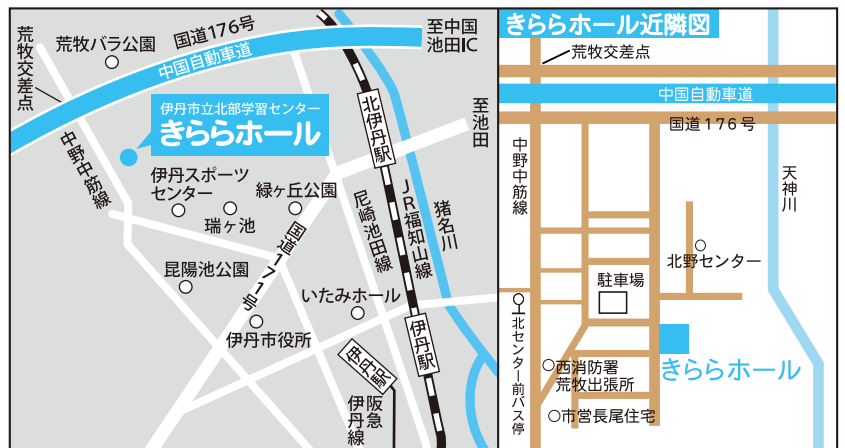 荒牧交差点
荒牧バラ公園
国道176号
中国自動車道
至中国
池田IC
伊丹市立北部学習センター
きららホール
中野中筋線
北伊丹駅
至池田
伊丹スポーツ
センター
瑞ヶ池
緑ヶ丘公園
国道171号
尼崎池田線
JR福知山線
猪名川
昆陽池公園
いたみホール
伊丹市役所
伊丹駅
伊丹駅
阪急
伊丹線
きららホール近隣図
荒牧交差点
中国自動車道
国道176号
中野中筋線
天神川
北野センター
駐車場
北センター前バス停
きららホール
西消防署
荒牧出張所
市営長尾住宅